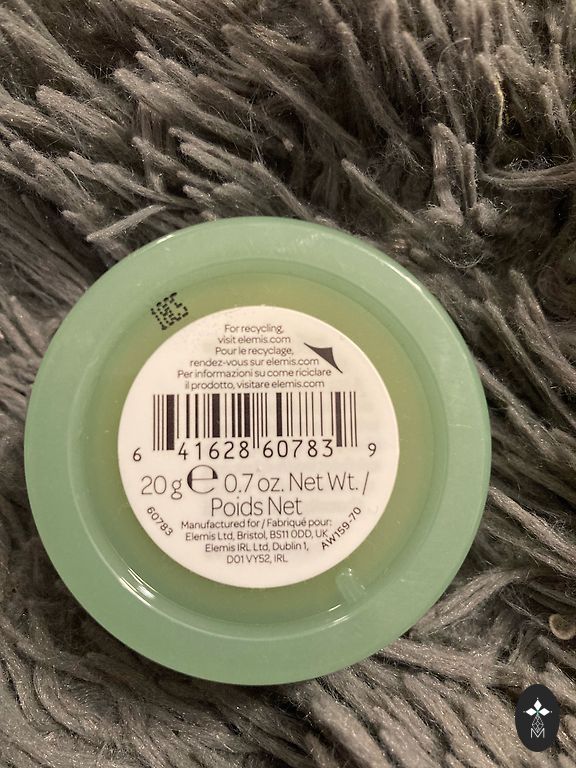 For recycling,
visit elemis.com
Pour le recyclage,
rendez-vous sur elemis.com
Per informazioni su come riciclare
il prodotto, visitare elemis.com
6 41628 60783 9
20 g e 0.7 oz. Net Wt. /
Poids Net
60783
Manufactured for / Fabriqué pour:
Elemis Ltd, Bristol, BS11 0DD, UK
Elemis IRL Ltd, Dublin 1,
D01 VY52, IRL
AW159-70
M